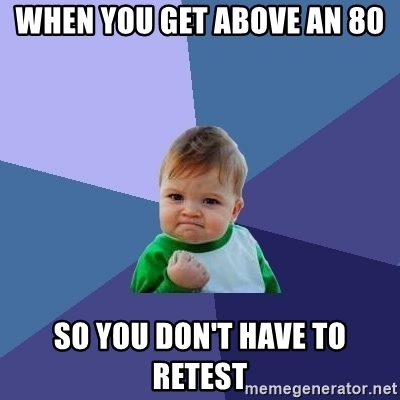 WHEN YOU GET ABOVE AN 80
SO YOU DON'T HAVE TO
RETEST
memegenerator.net